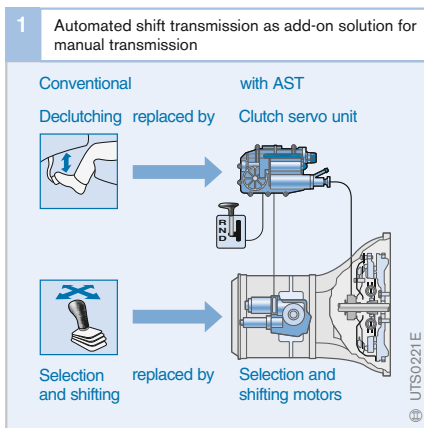 1
Automated shift transmission as add-on solution for
manual transmission
Conventional with AST
Declutching replaced by Clutch servo unit
R
N
D
Selection replaced by Selection and
and shifting shifting motors
UTS0221E